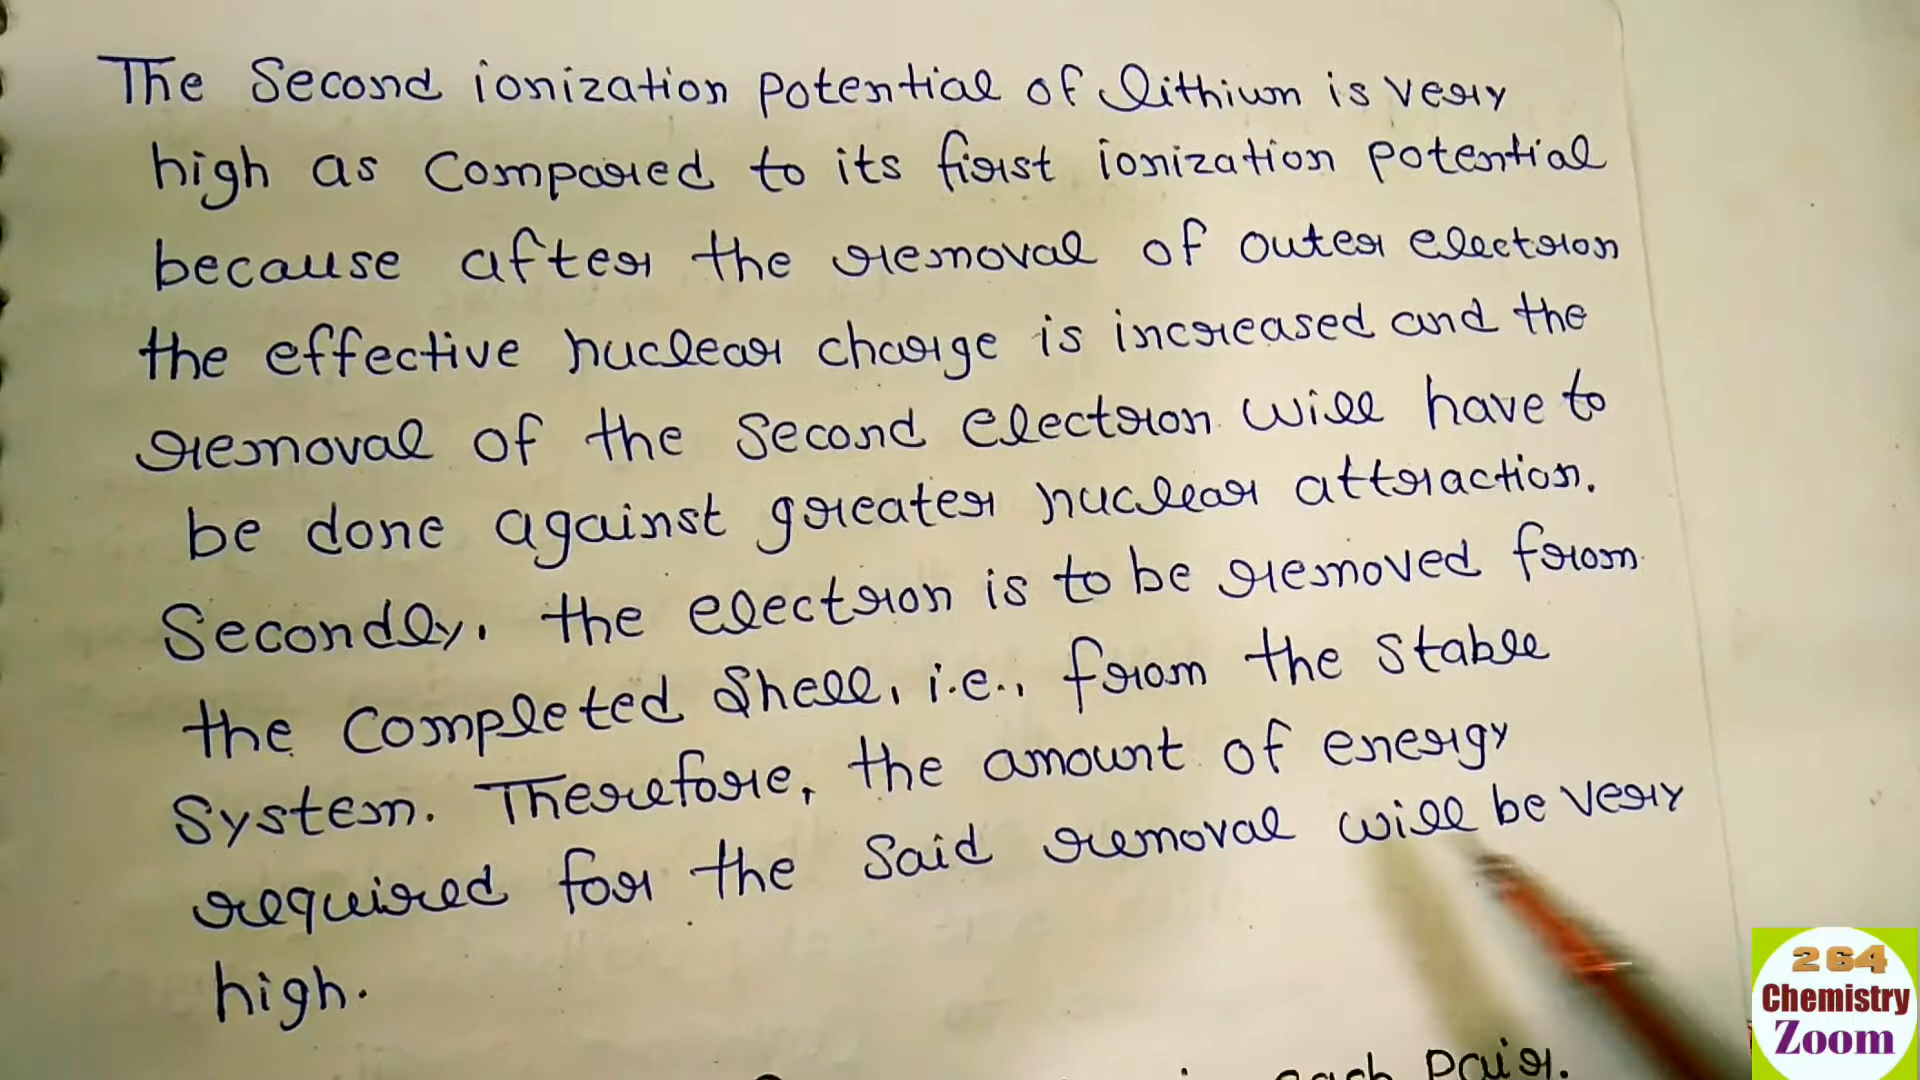 The Second ionization potential of lithium is very
high as compared to its first ionization potential
because after the removal of outer electron
the effective nuclear charge is increased and the
removal of the second electron will have to
be done against greater nuclear attraction.
Secondly, the electron is to be removed from
the completed shell, i.e., from the stable
system. Therefore, the amount of energy
required for the said removal will be very
high.
each pair.
264
Chemistry
Zoom